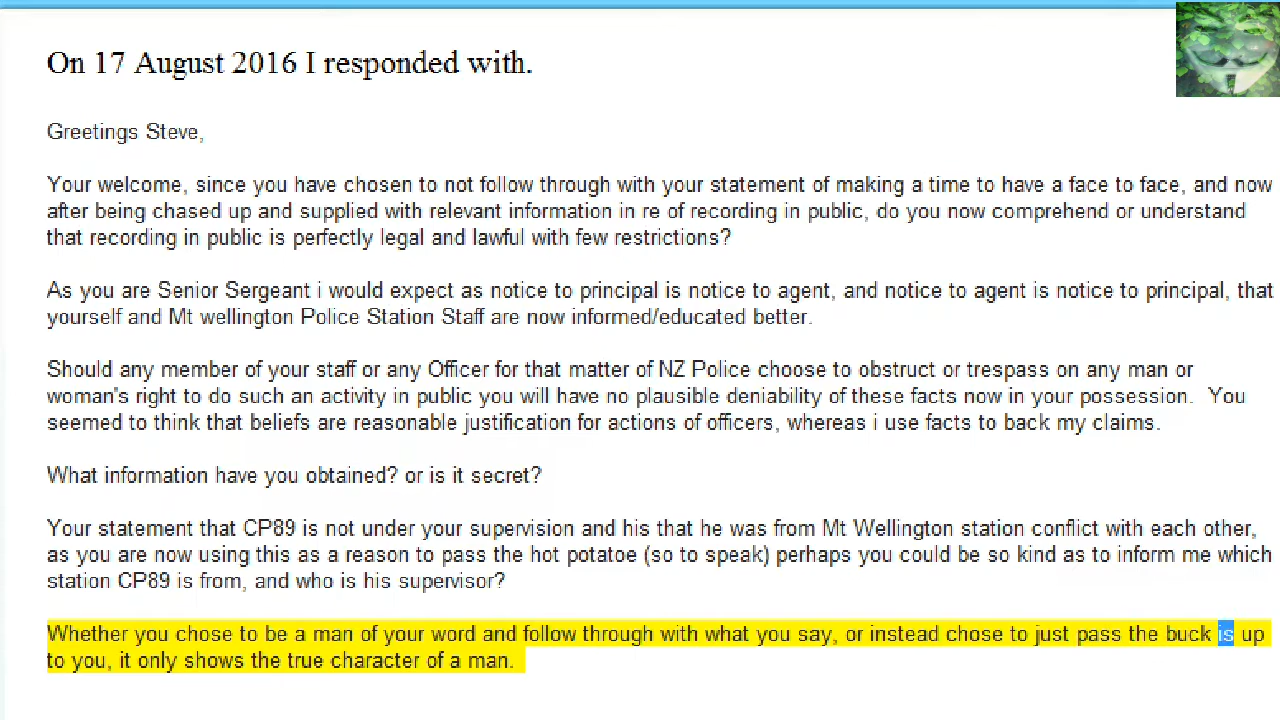 On 17 August 2016 I responded with.
Greetings Steve,
Your welcome, since you have chosen to not follow through with your statement of making a time to have a face to face, and now
after being chased up and supplied with relevant information in re of recording in public, do you now comprehend or understand
that recording in public is perfectly legal and lawful with few restrictions?
As you are Senior Sergeant i would expect as notice to principal is notice to agent, and notice to agent is notice to principal, that
yourself and Mt wellington Police Station Staff are now informed/educated better.
Should any member of your staff or any Officer for that matter of NZ Police choose to obstruct or trespass on any man or
woman's right to do such an activity in public you will have no plausible deniability of these facts now in your possession.  You
seemed to think that beliefs are reasonable justification for actions of officers, whereas i use facts to back my claims.
What information have you obtained? or is it secret?
Your statement that CP89 is not under your supervision and his that he was from Mt Wellington station conflict with each other,
as you are now using this as a reason to pass the hot potatoe (so to speak) perhaps you could be so kind as to inform me which
station CP89 is from, and who is his supervisor?
Whether you chose to be a man of your word and follow through with what you say, or instead chose to just pass the buck is up
to you, it only shows the true character of a man.